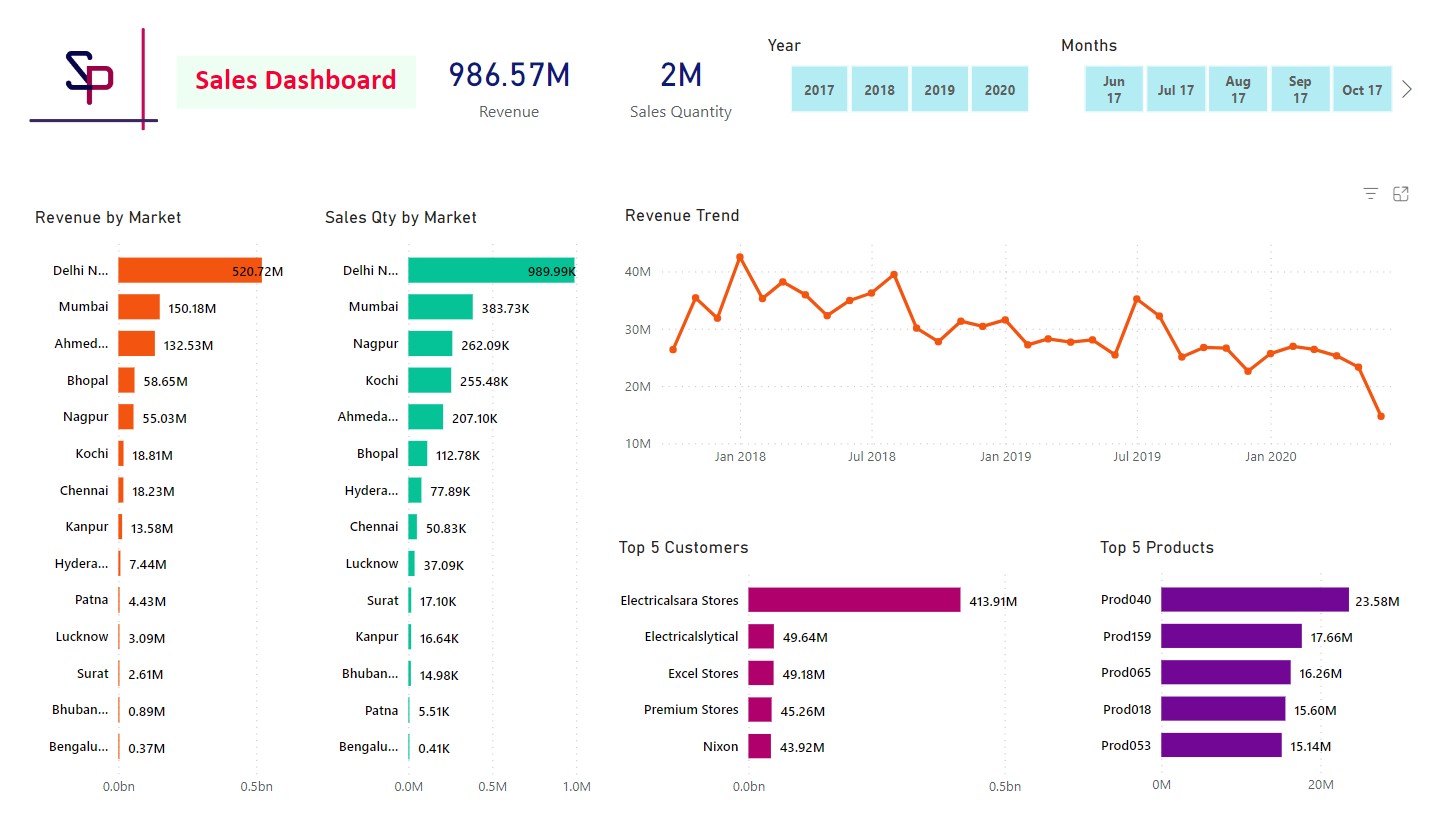 SP
Sales Dashboard
986.57M
Revenue
2M
Sales Quantity
Year
2017
2018
2019
2020
Months
Jun
17
Jul 17
Aug
17
Sep
17
Oct 17
Revenue by Market
Delhi N... 520.72M
Mumbai 150.18M
Ahmed... 132.53M
Bhopal 58.65M
Nagpur 55.03M
Kochi 18.81M
Chennai 18.23M
Kanpur 13.58M
Hydera... 7.44M
Patna 4.43M
Lucknow 3.09M
Surat 2.61M
Bhuban... 0.89M
Bengalu... 0.37M
0.0bn 0.5bn
Sales Qty by Market
Delhi N... 989.99K
Mumbai 383.73K
Nagpur 262.09K
Kochi 255.48K
Ahmeda... 207.10K
Bhopal 112.78K
Hydera... 77.89K
Chennai 50.83K
Lucknow 37.09K
Surat 17.10K
Kanpur 16.64K
Bhuban... 14.98K
Patna 5.51K
Bengalu... 0.41K
0.0M 0.5M 1.0M
Revenue Trend
40M
30M
20M
10M
Jan 2018 Jul 2018 Jan 2019 Jul 2019 Jan 2020
Top 5 Customers
Electricalsara Stores 413.91M
Electricalslytical 49.64M
Excel Stores 49.18M
Premium Stores 45.26M
Nixon 43.92M
0.0bn 0.5bn
Top 5 Products
Prod040 23.58M
Prod159 17.66M
Prod065 16.26M
Prod018 15.60M
Prod053 15.14M
0M 20M